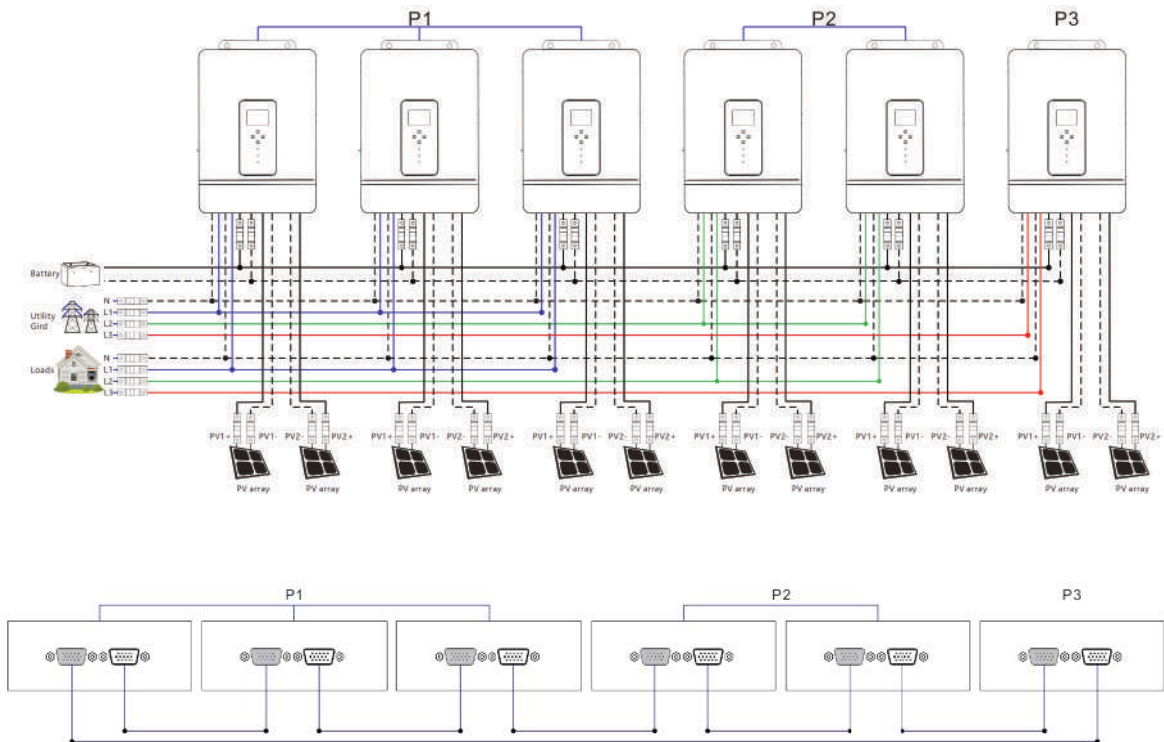 P1 P2 P3
Battery
N
L1
Utility L2
Gird L3
N
Loads L1
L2
L3
PV1+ PV1- PV2- PV2+ PV1+ PV1- PV2- PV2+ PV1+ PV1- PV2- PV2+ PV1+ PV1- PV2- PV2+ PV1+ PV1- PV2- PV2+ PV1+ PV1- PV2- PV2+
PV array PV array PV array PV array PV array PV array PV array PV array PV array PV array PV array PV array
P1 P2 P3